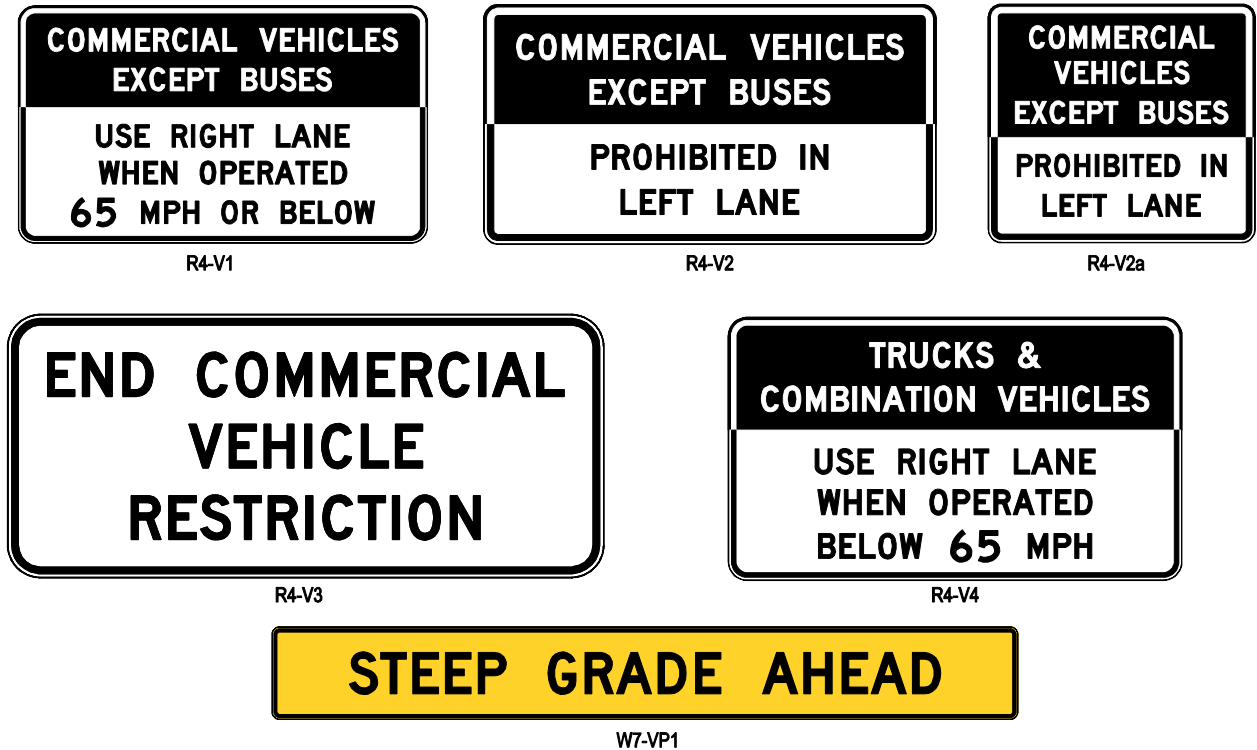 COMMERCIAL VEHICLES
EXCEPT BUSES
USE RIGHT LANE
WHEN OPERATED
65 MPH OR BELOW
R4-V1
COMMERCIAL VEHICLES
EXCEPT BUSES
PROHIBITED IN
LEFT LANE
R4-V2
COMMERCIAL
VEHICLES
EXCEPT BUSES
PROHIBITED IN
LEFT LANE
R4-V2a
END COMMERCIAL
VEHICLE
RESTRICTION
R4-V3
TRUCKS &
COMBINATION VEHICLES
USE RIGHT LANE
WHEN OPERATED
BELOW 65 MPH
R4-V4
STEEP GRADE AHEAD
W7-VP1